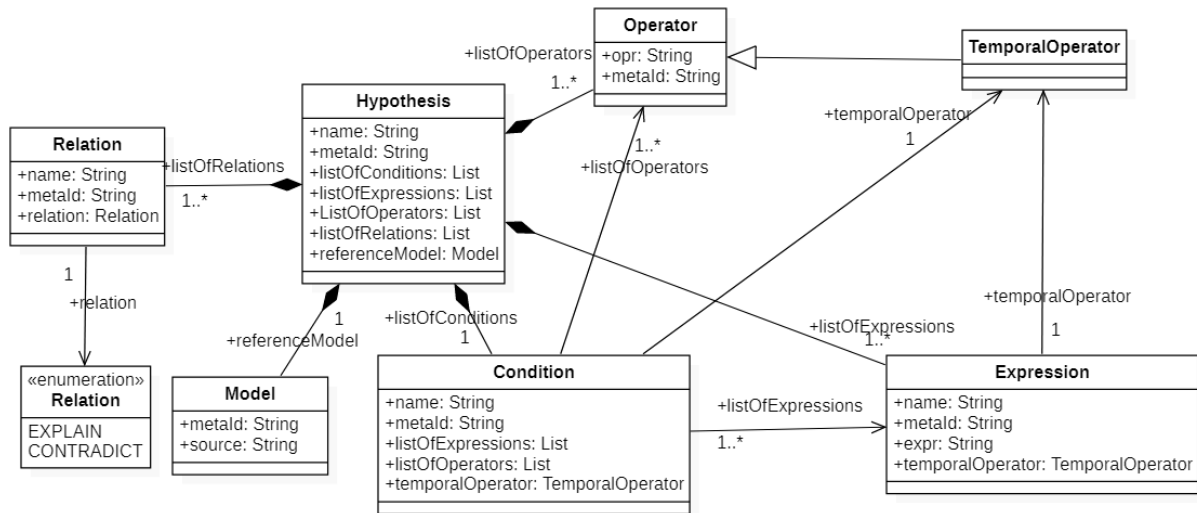 Operator
+opr: String
+metaId: String
TemporalOperator
+listOfOperators
1..*
Hypothesis
+name: String
+metaId: String
+listOfConditions: List
+listOfExpressions: List
+ListOfOperators: List
+listOfRelations: List
+referenceModel: Model
Relation
+name: String
+metaId: String
+relation: Relation
+listOfRelations
1..*
1..*
+listOfOperators
+temporalOperator
1
1
+relation
+temporalOperator
1
1
+referenceModel
+listOfConditions
1
+listOfExpressions
1..*
«enumeration»
Relation
EXPLAIN
CONTRADICT
Model
+metaId: String
+source: String
Condition
+name: String
+metaId: String
+listOfExpressions: List
+listOfOperators: List
+temporalOperator: TemporalOperator
+listOfExpressions
1..*
Expression
+name: String
+metaId: String
+expr: String
+temporalOperator: TemporalOperator